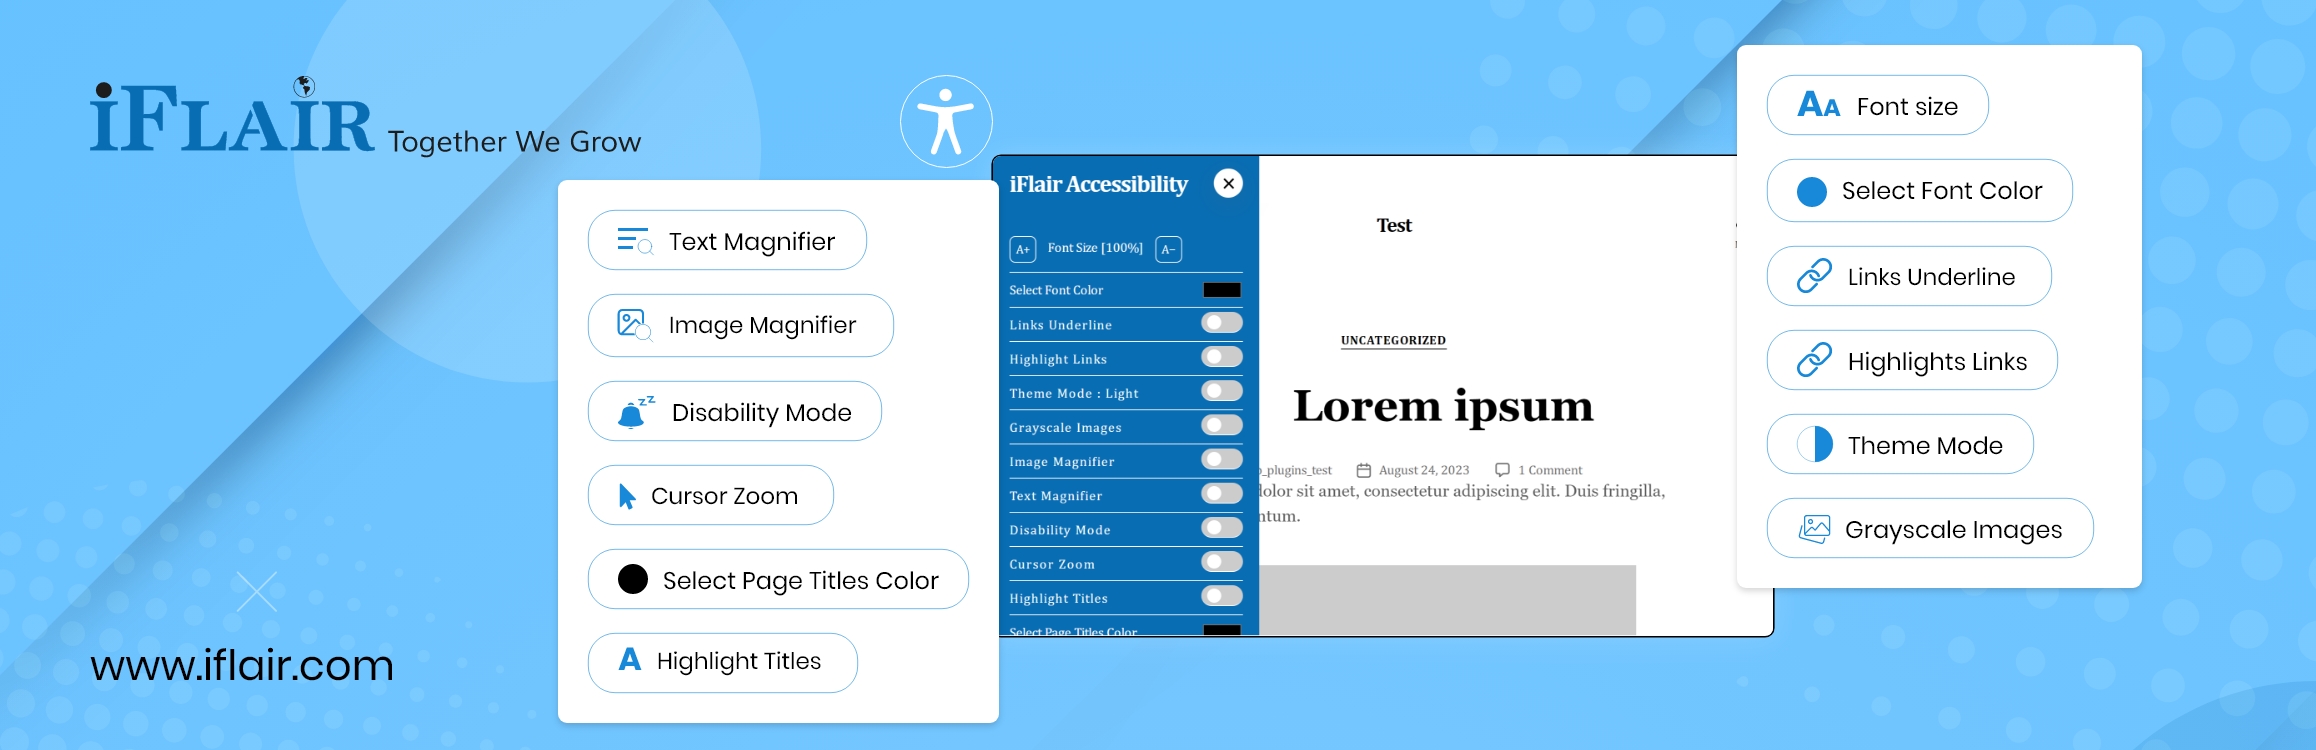 iFLAIR Together We Grow
www.iflair.com
Text Magnifier
Image Magnifier
Disability Mode
Cursor Zoom
Select Page Titles Color
A Highlight Titles
iFlair Accessibility
A+ Font Size [100%] A-
Select Font Color
Links Underline
Highlight Links
Theme Mode : Light
Grayscale Images
Image Magnifier
Text Magnifier
Disability Mode
Cursor Zoom
Highlight Titles
Select Page Titles Color
Test
UNCATEGORIZED
Lorem ipsum
_plugins_test August 24, 2023 1 Comment
dolor sit amet, consectetur adipiscing elit. Duis fringilla,
ntum.
AA Font size
Select Font Color
Links Underline
Highlights Links
Theme Mode
Grayscale Images